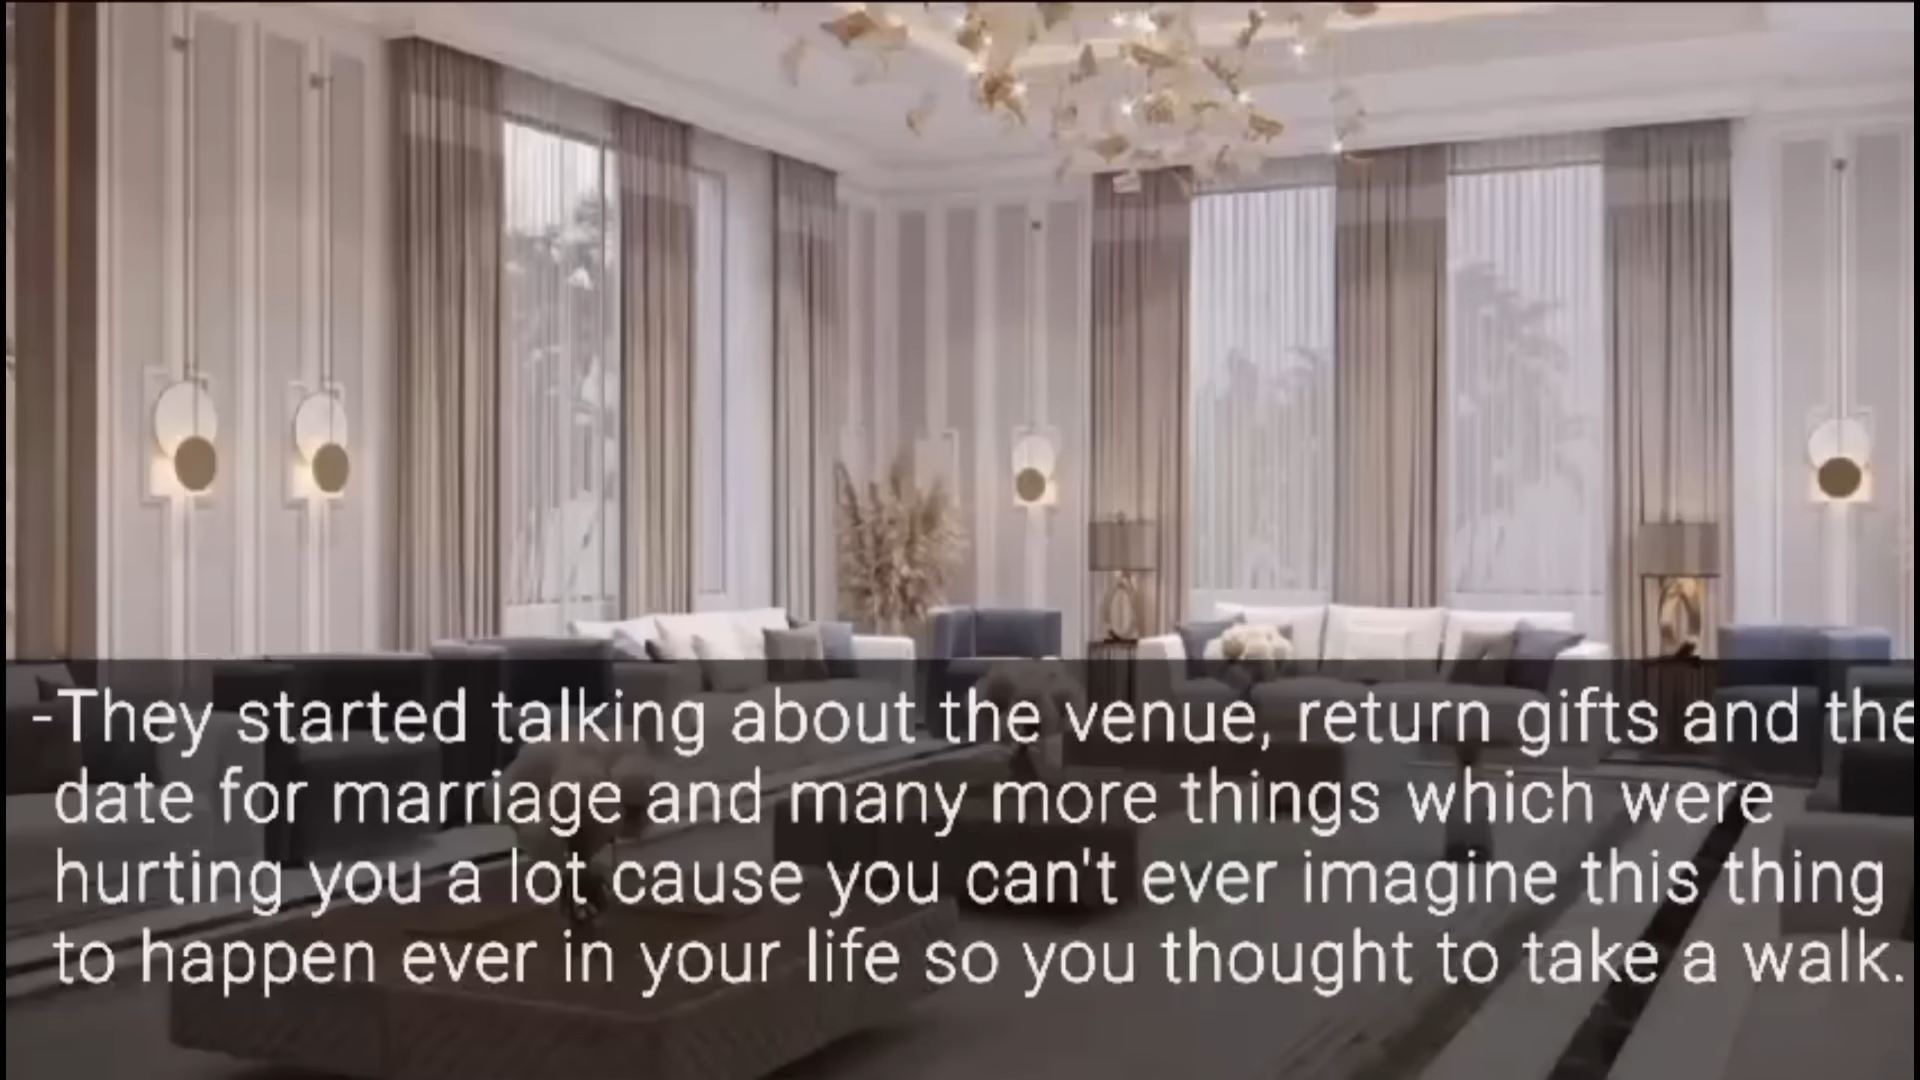 -They started talking about the venue, return gifts and the
date for marriage and many more things which were
hurting you a lot cause you can't ever imagine this thing
to happen ever in your life so you thought to take a walk.